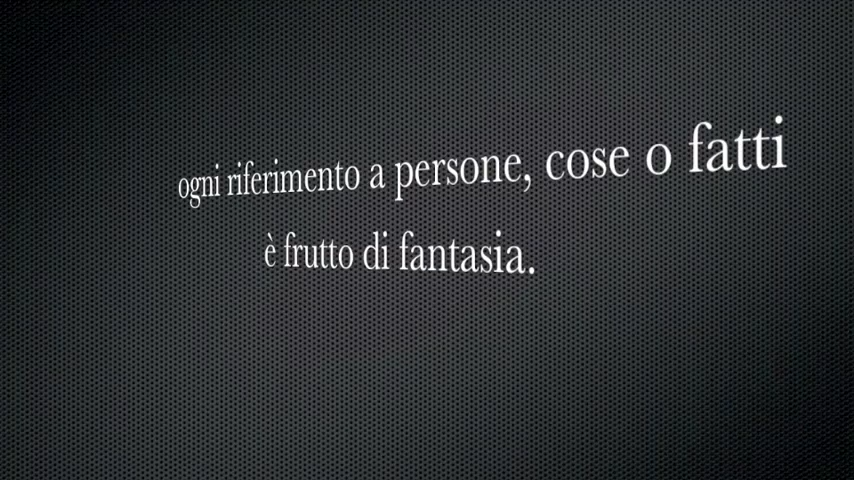 ogni riferimento a persone, cose o fatti
è frutto di fantasia.